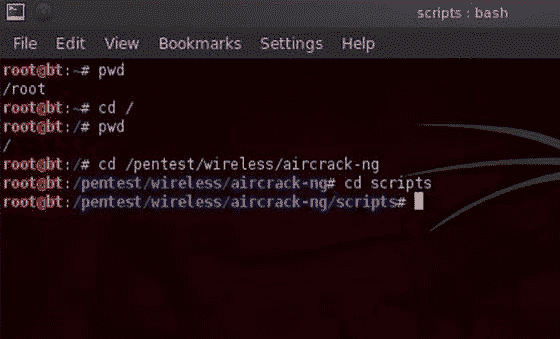 scripts : bash
File Edit View Bookmarks Settings Help
root@bt:~# pwd
/root
root@bt:~# cd /
root@bt:/# pwd
/
root@bt:/# cd /pentest/wireless/aircrack-ng
root@bt:/pentest/wireless/aircrack-ng# cd scripts
root@bt:/pentest/wireless/aircrack-ng/scripts#